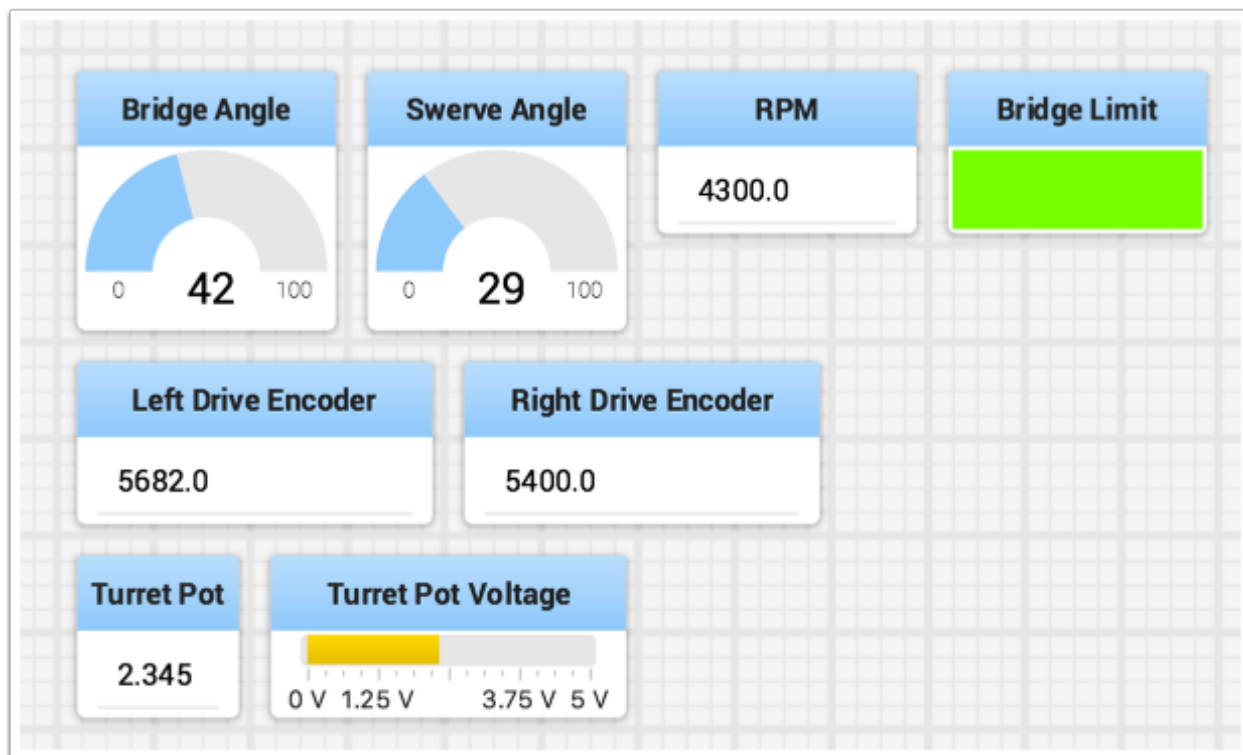 Bridge Angle
Swerve Angle
RPM
Bridge Limit
4300.0
0 42 100
0 29 100
Left Drive Encoder
Right Drive Encoder
5682.0
5400.0
Turret Pot
Turret Pot Voltage
2.345
0 V 1.25 V 3.75 V 5 V